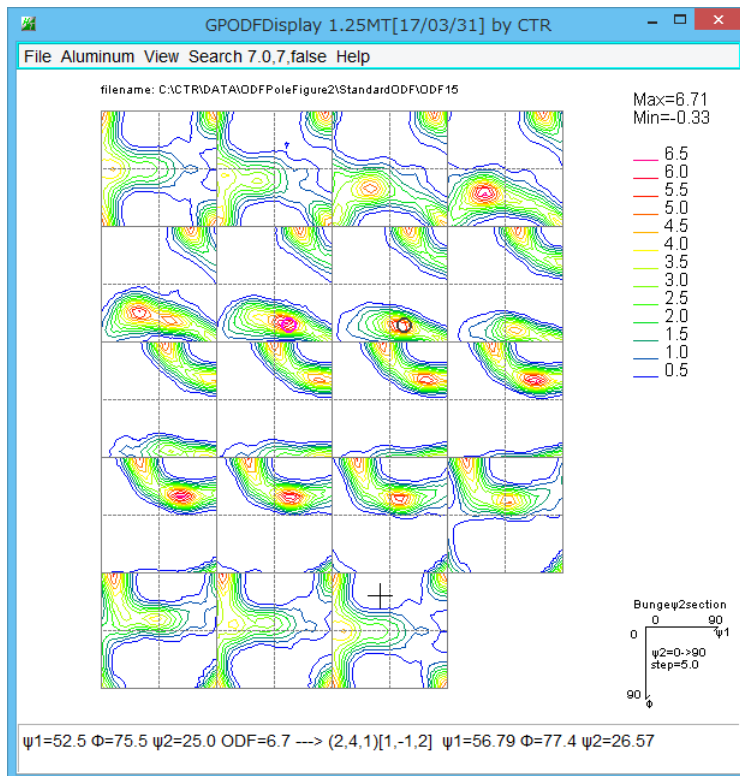 GPODFDisplay 1.25MT[17/03/31] by CTR
File Aluminum View Search 7.0,7,false Help
filename: C:\CTR\DATA\ODFPoleFigure2\StandardODF\ODF15
Max=6.71
Min=-0.33
6.5
6.0
5.5
5.0
4.5
4.0
3.5
3.0
2.5
2.0
1.5
1.0
0.5
Bungeψ2section
0 90
0 ψ1
ψ2=0->90
step=5.0
90
Φ
ψ1=52.5 Φ=75.5 ψ2=25.0 ODF=6.7 ---> (2,4,1)[1,-1,2] ψ1=56.79 Φ=77.4 ψ2=26.57